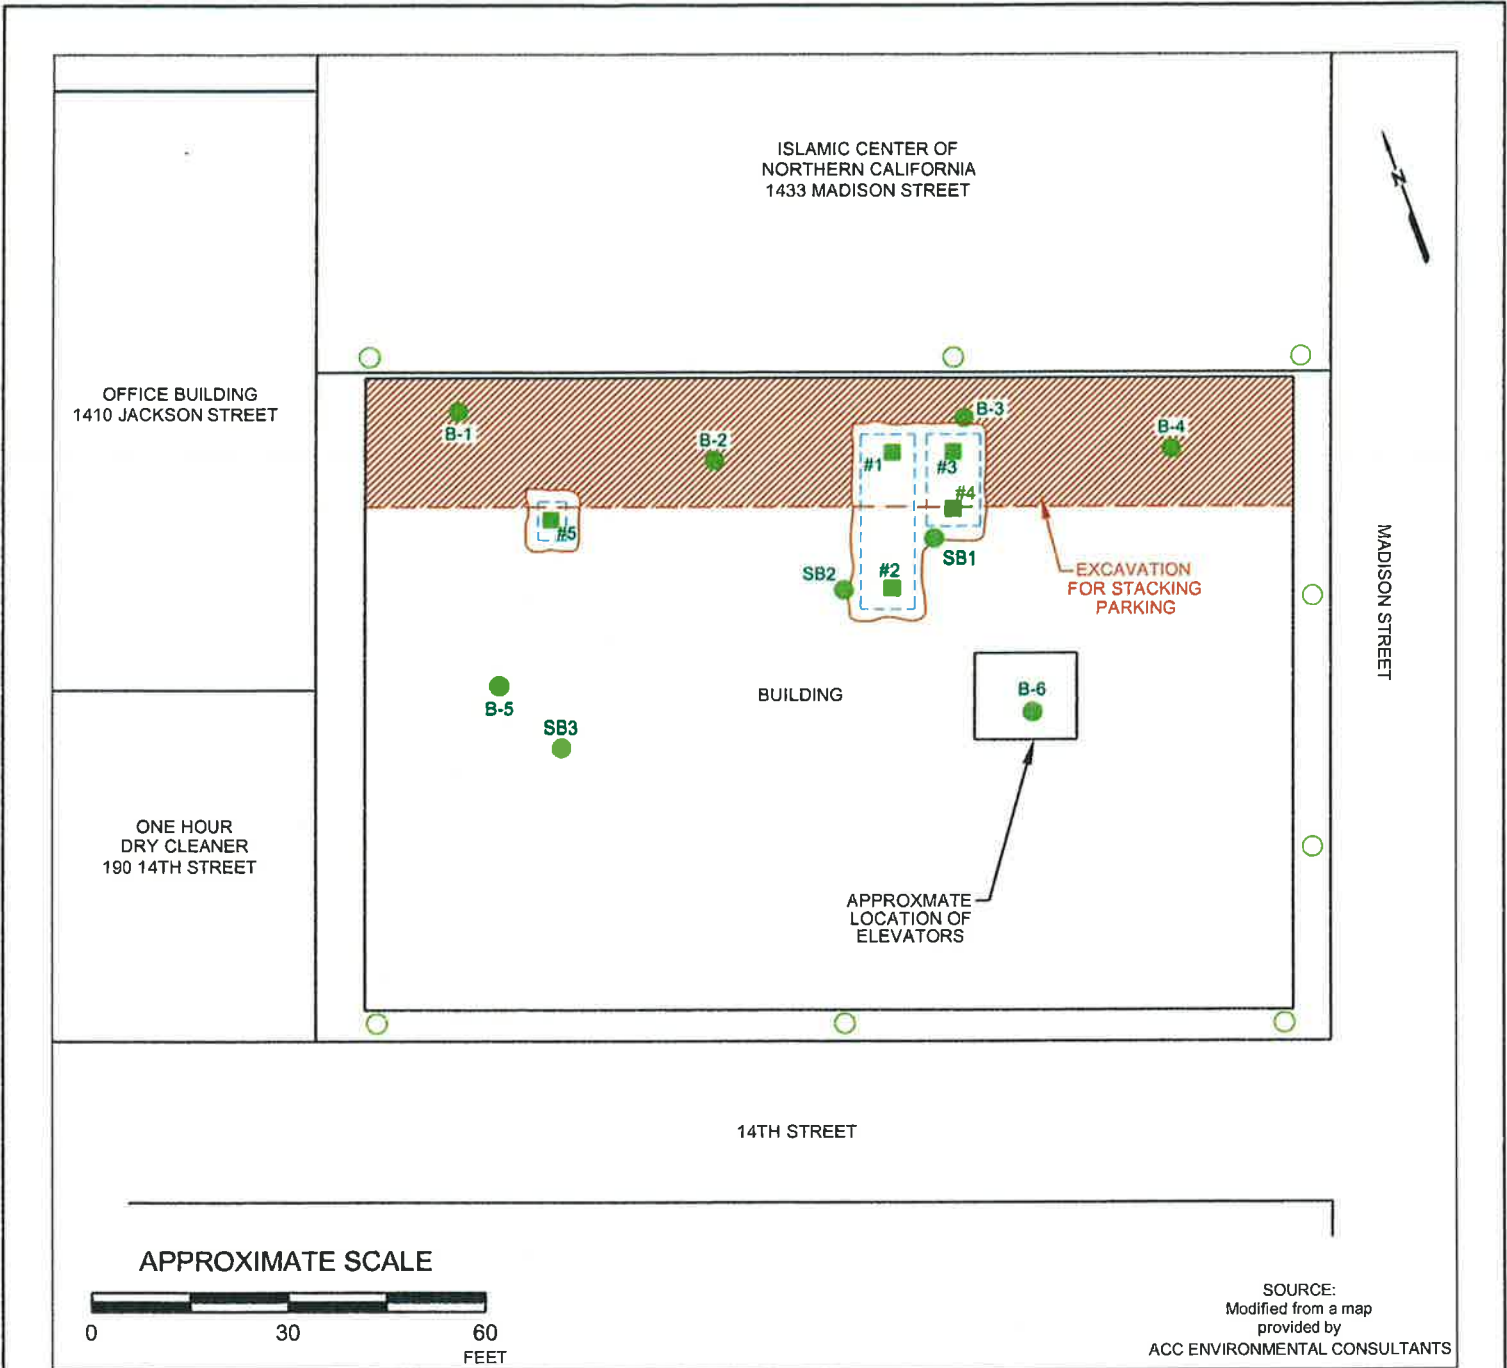 ISLAMIC CENTER OF
NORTHERN CALIFORNIA
1433 MADISON STREET
N
OFFICE BUILDING
1410 JACKSON STREET
B-1
B-2
B-3
B-4
#1
#3
#4
#5
SB1
SB2
#2
EXCAVATION
FOR STACKING
PARKING
MADISON STREET
B-5
SB3
BUILDING
B-6
ONE HOUR
DRY CLEANER
190 14TH STREET
APPROXMATE
LOCATION OF
ELEVATORS
14TH STREET
APPROXIMATE SCALE
0 30 60
FEET
SOURCE:
Modified from a map
provided by
ACC ENVIRONMENTAL CONSULTANTS